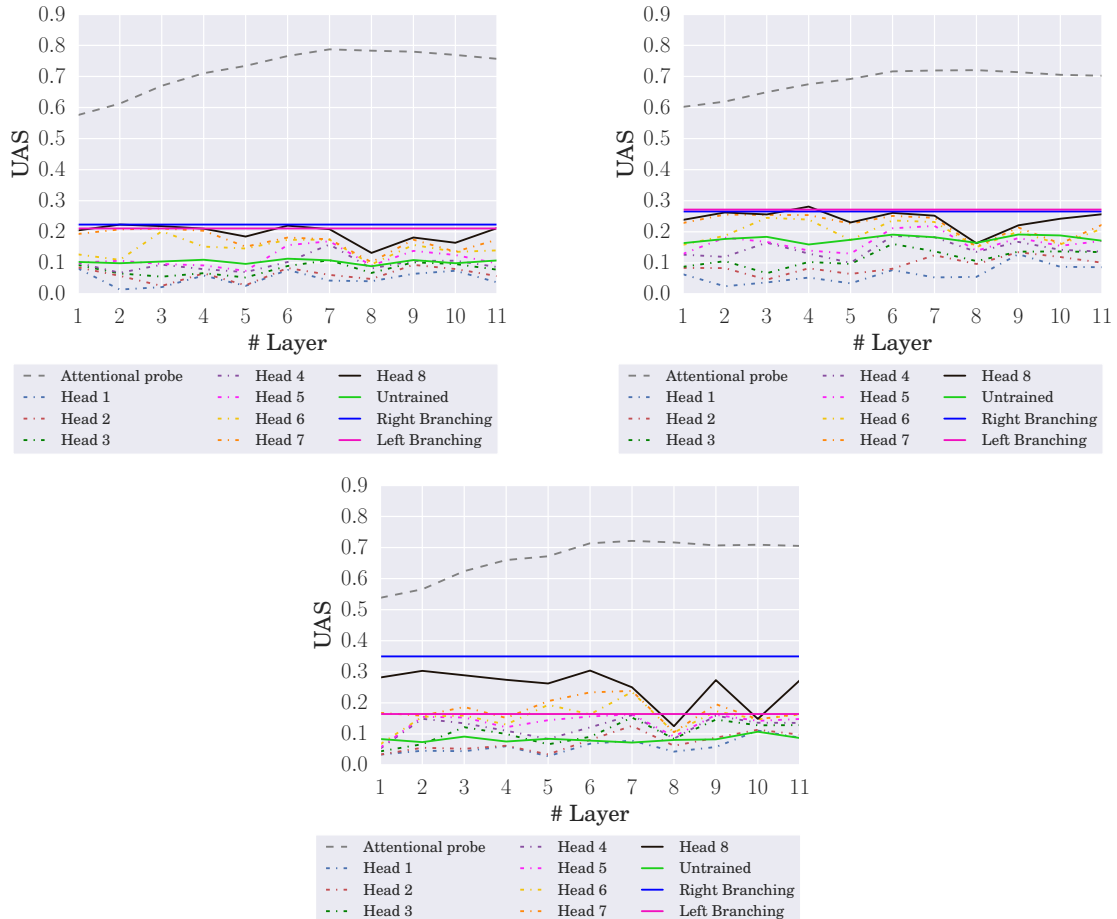 0.9
0.8
0.7
0.6
0.5
0.4
0.3
0.2
0.1
0.0
UAS
1 2 3 4 5 6 7 8 9 10 11
# Layer
Attentional probe Head 4 Head 8
Head 1 Head 5 Untrained
Head 2 Head 6 Right Branching
Head 3 Head 7 Left Branching
0.9
0.8
0.7
0.6
0.5
0.4
0.3
0.2
0.1
0.0
UAS
1 2 3 4 5 6 7 8 9 10 11
# Layer
Attentional probe Head 4 Head 8
Head 1 Head 5 Untrained
Head 2 Head 6 Right Branching
Head 3 Head 7 Left Branching
0.9
0.8
0.7
0.6
0.5
0.4
0.3
0.2
0.1
0.0
UAS
1 2 3 4 5 6 7 8 9 10 11
# Layer
Attentional probe Head 4 Head 8
Head 1 Head 5 Untrained
Head 2 Head 6 Right Branching
Head 3 Head 7 Left Branching